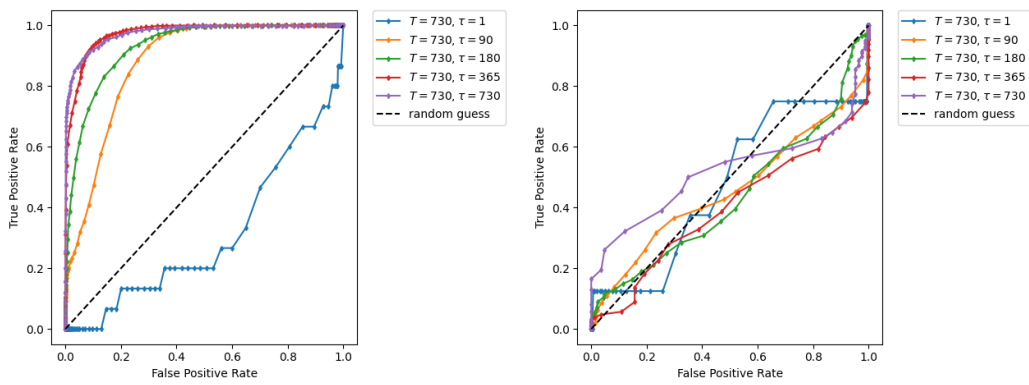 1.0
0.8
0.6
0.4
0.2
0.0
True Positive Rate
0.0 0.2 0.4 0.6 0.8 1.0
False Positive Rate
T = 730, τ = 1
T = 730, τ = 90
T = 730, τ = 180
T = 730, τ = 365
T = 730, τ = 730
random guess
1.0
0.8
0.6
0.4
0.2
0.0
True Positive Rate
0.0 0.2 0.4 0.6 0.8 1.0
False Positive Rate
T = 730, τ = 1
T = 730, τ = 90
T = 730, τ = 180
T = 730, τ = 365
T = 730, τ = 730
random guess